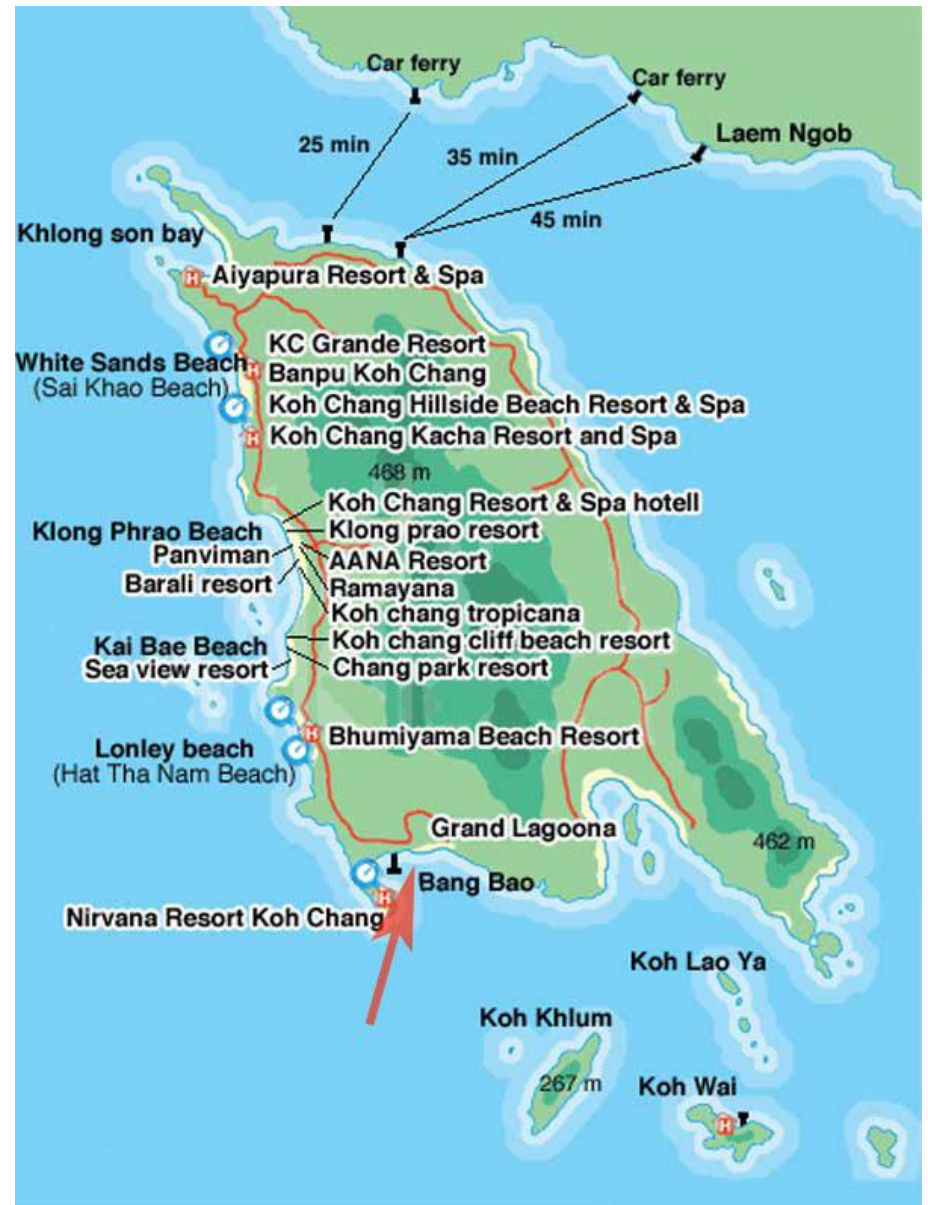 Car ferry
Car ferry
25 min
35 min
Laem Ngob
45 min
Khlong son bay
H Aiyapura Resort & Spa
KC Grande Resort
White Sands Beach
(Sai Khao Beach)
H Banpu Koh Chang
Koh Chang Hillside Beach Resort & Spa
H Koh Chang Kacha Resort and Spa
468 m
Koh Chang Resort & Spa hotell
Klong Phrao Beach
Klong prao resort
Panviman
AANA Resort
Barali resort
Ramayana
Koh chang tropicana
Kai Bae Beach
Koh chang cliff beach resort
Sea view resort
Chang park resort
H Bhumiyama Beach Resort
Lonley beach
(Hat Tha Nam Beach)
Grand Lagoona
462 m
Bang Bao
H
Nirvana Resort Koh Chang
Koh Lao Ya
Koh Khlum
267 m
Koh Wai
H